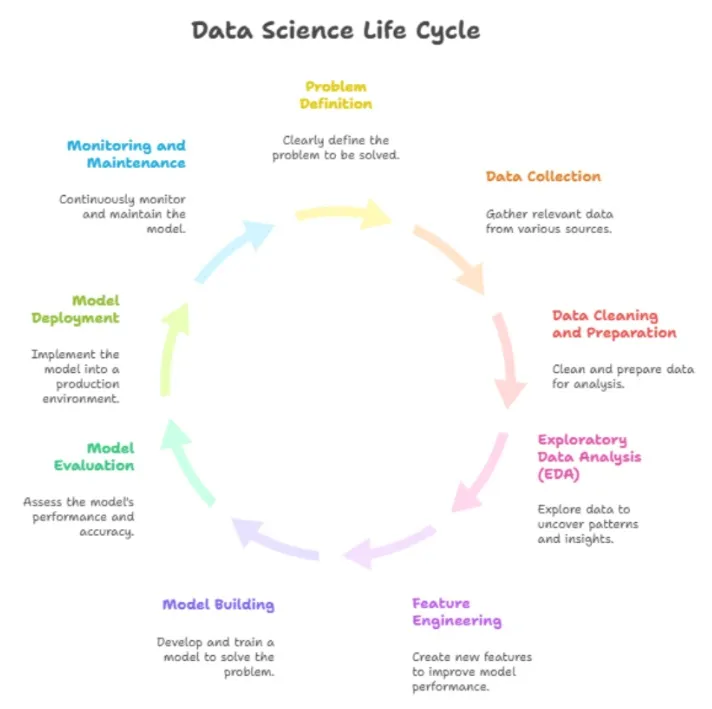 Data Science Life Cycle
Problem
Definition
Clearly define the
problem to be solved.
Data Collection
Gather relevant data
from various sources.
Data Cleaning
and Preparation
Clean and prepare data
for analysis.
Exploratory
Data Analysis
(EDA)
Explore data to
uncover patterns
and insights.
Feature
Engineering
Create new features
to improve model
performance.
Model Building
Develop and train a
model to solve the
problem.
Model
Evaluation
Assess the model's
performance and
accuracy.
Model
Deployment
Implement the
model into a
production
environment.
Monitoring and
Maintenance
Continuously monitor
and maintain the
model.